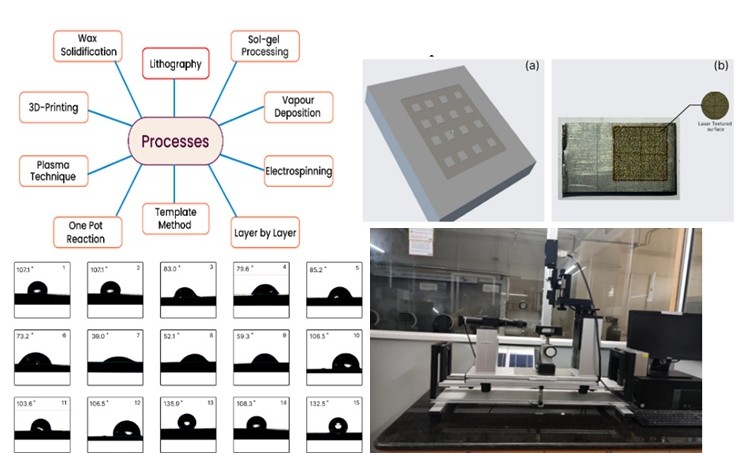 Wax
Solidification
Lithography
Sol-gel
Processing
3D-Printing
Vapour
Deposition
Processes
Plasma
Technique
Electrospinning
One Pot
Reaction
Template
Method
Layer by Layer
(a)
(b)
Laser Textured
surface
107.1° 1
107.1° 2
83.0° 3
79.6° 4
85.2° 5
73.2° 6
39.0° 7
52.1° 8
59.3° 9
106.5° 10
103.6° 11
106.5° 12
135.9° 13
108.3° 14
132.5° 15